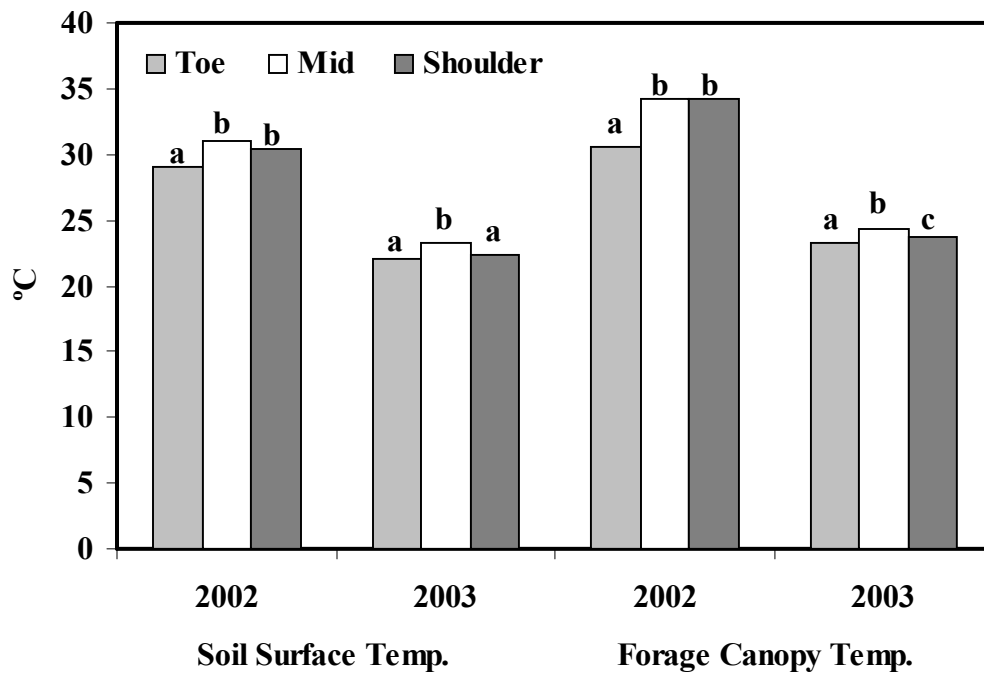 40
35
30
25
20
15
10
5
0
ºC
Toe Mid Shoulder
a b b
a b a
a b b
a b c
2002 2003 2002 2003
Soil Surface Temp. Forage Canopy Temp.